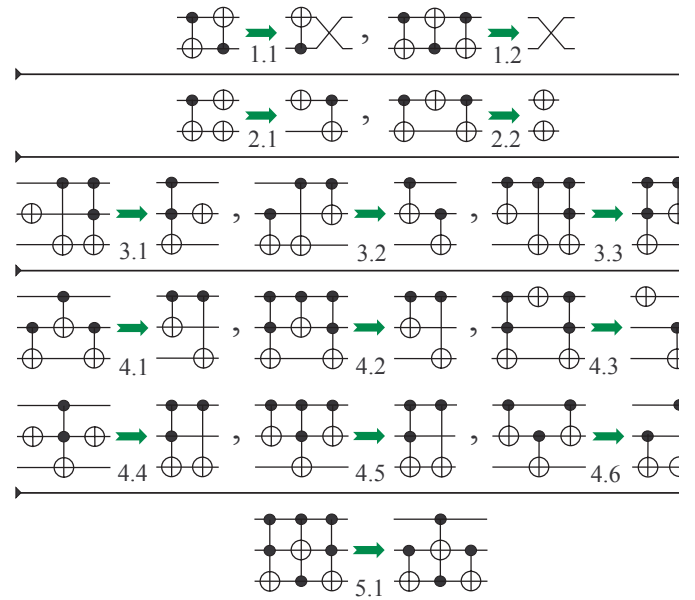 1.1 , 1.2
2.1 , 2.2
3.1 , 3.2 , 3.3
4.1 , 4.2 , 4.3
4.4 , 4.5 , 4.6
5.1